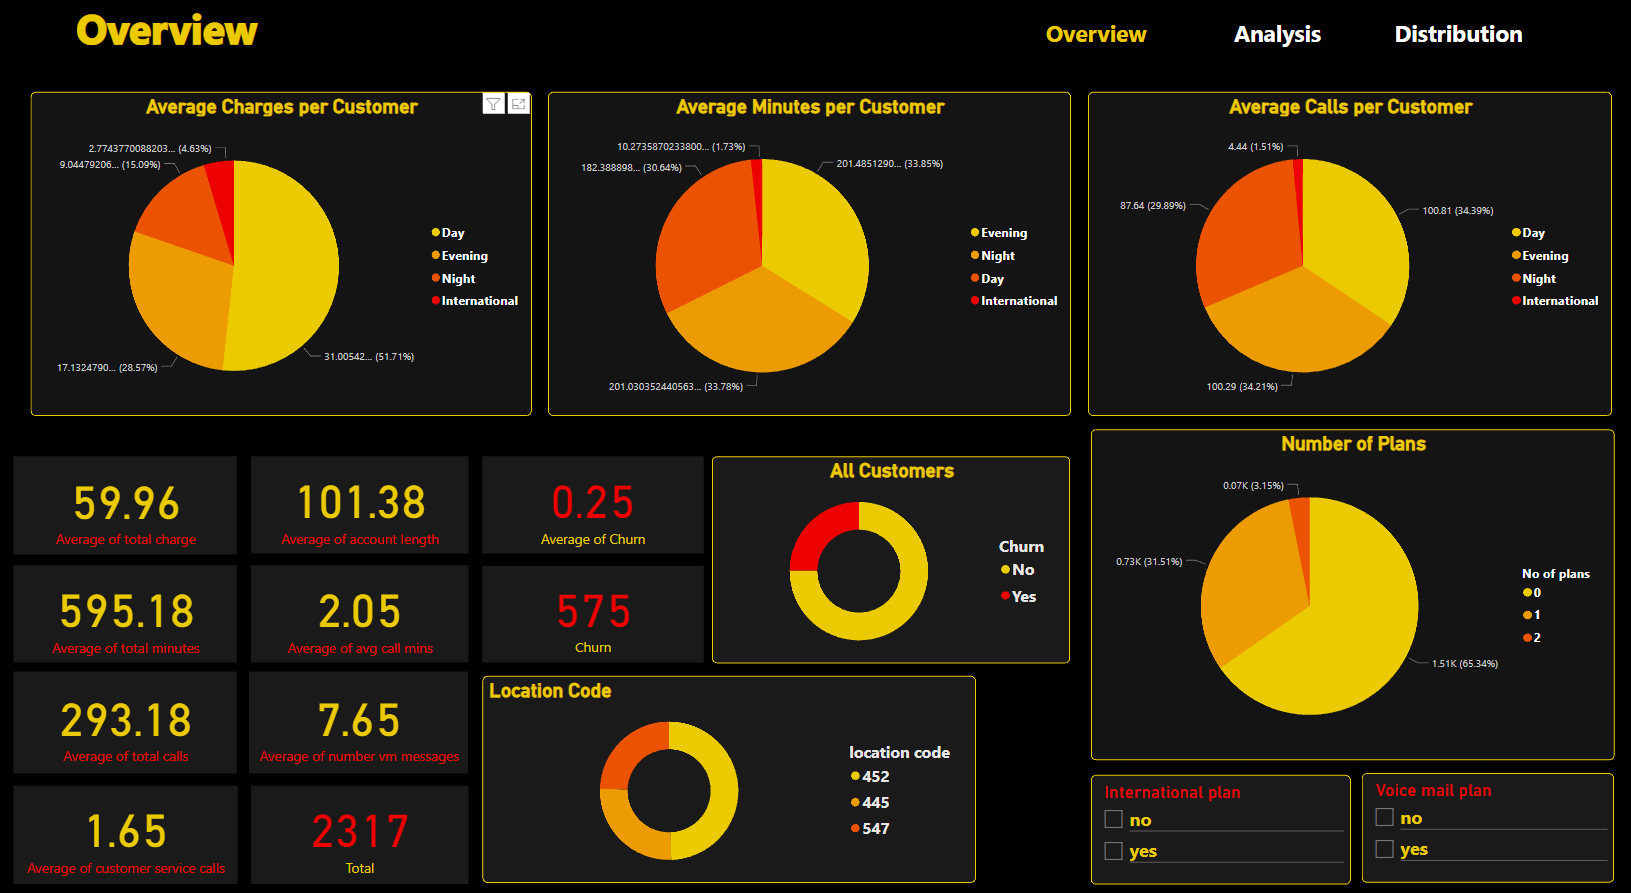 Overview
Overview Analysis Distribution
Average Charges per Customer
2.7743770088203... (4.63%)
9.04479206... (15.09%)
17.1324790... (28.57%)
31.00542... (51.71%)
Day
Evening
Night
International
Average Minutes per Customer
10.2735870233800... (1.73%)
182.388898... (30.64%)
201.4851290... (33.85%)
201.030352440563... (33.78%)
Evening
Night
Day
International
Average Calls per Customer
4.44 (1.51%)
87.64 (29.89%)
100.81 (34.39%)
100.29 (34.21%)
Day
Evening
Night
International
59.96
Average of total charge
101.38
Average of account length
0.25
Average of Churn
595.18
Average of total minutes
2.05
Average of avg call mins
575
Churn
293.18
Average of total calls
7.65
Average of number vm messages
1.65
Average of customer service calls
2317
Total
All Customers
Churn
No
Yes
Location Code
location code
452
445
547
Number of Plans
0.07K (3.15%)
0.73K (31.51%)
1.51K (65.34%)
No of plans
0
1
2
International plan
no
yes
Voice mail plan
no
yes